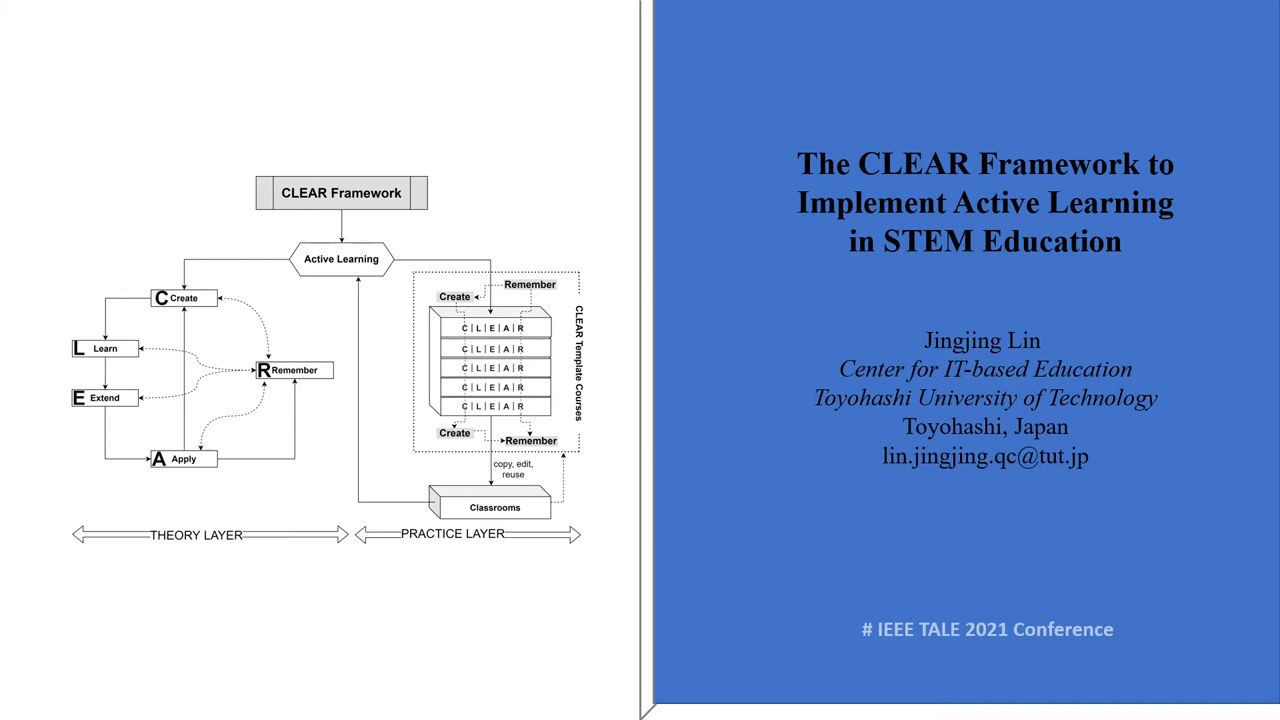 CLEAR Framework
Active Learning
C Create
L Learn
E Extend
A Apply
R Remember
Remember
Create
C | L | E | A | R
C | L | E | A | R
C | L | E | A | R
C | L | E | A | R
C | L | E | A | R
Create
Remember
CLEAR Template Courses
copy, edit,
reuse
Classrooms
THEORY LAYER
PRACTICE LAYER
The CLEAR Framework to
Implement Active Learning
in STEM Education
Jingjing Lin
Center for IT-based Education
Toyohashi University of Technology
Toyohashi, Japan
lin.jingjing.qc@tut.jp
# IEEE TALE 2021 Conference